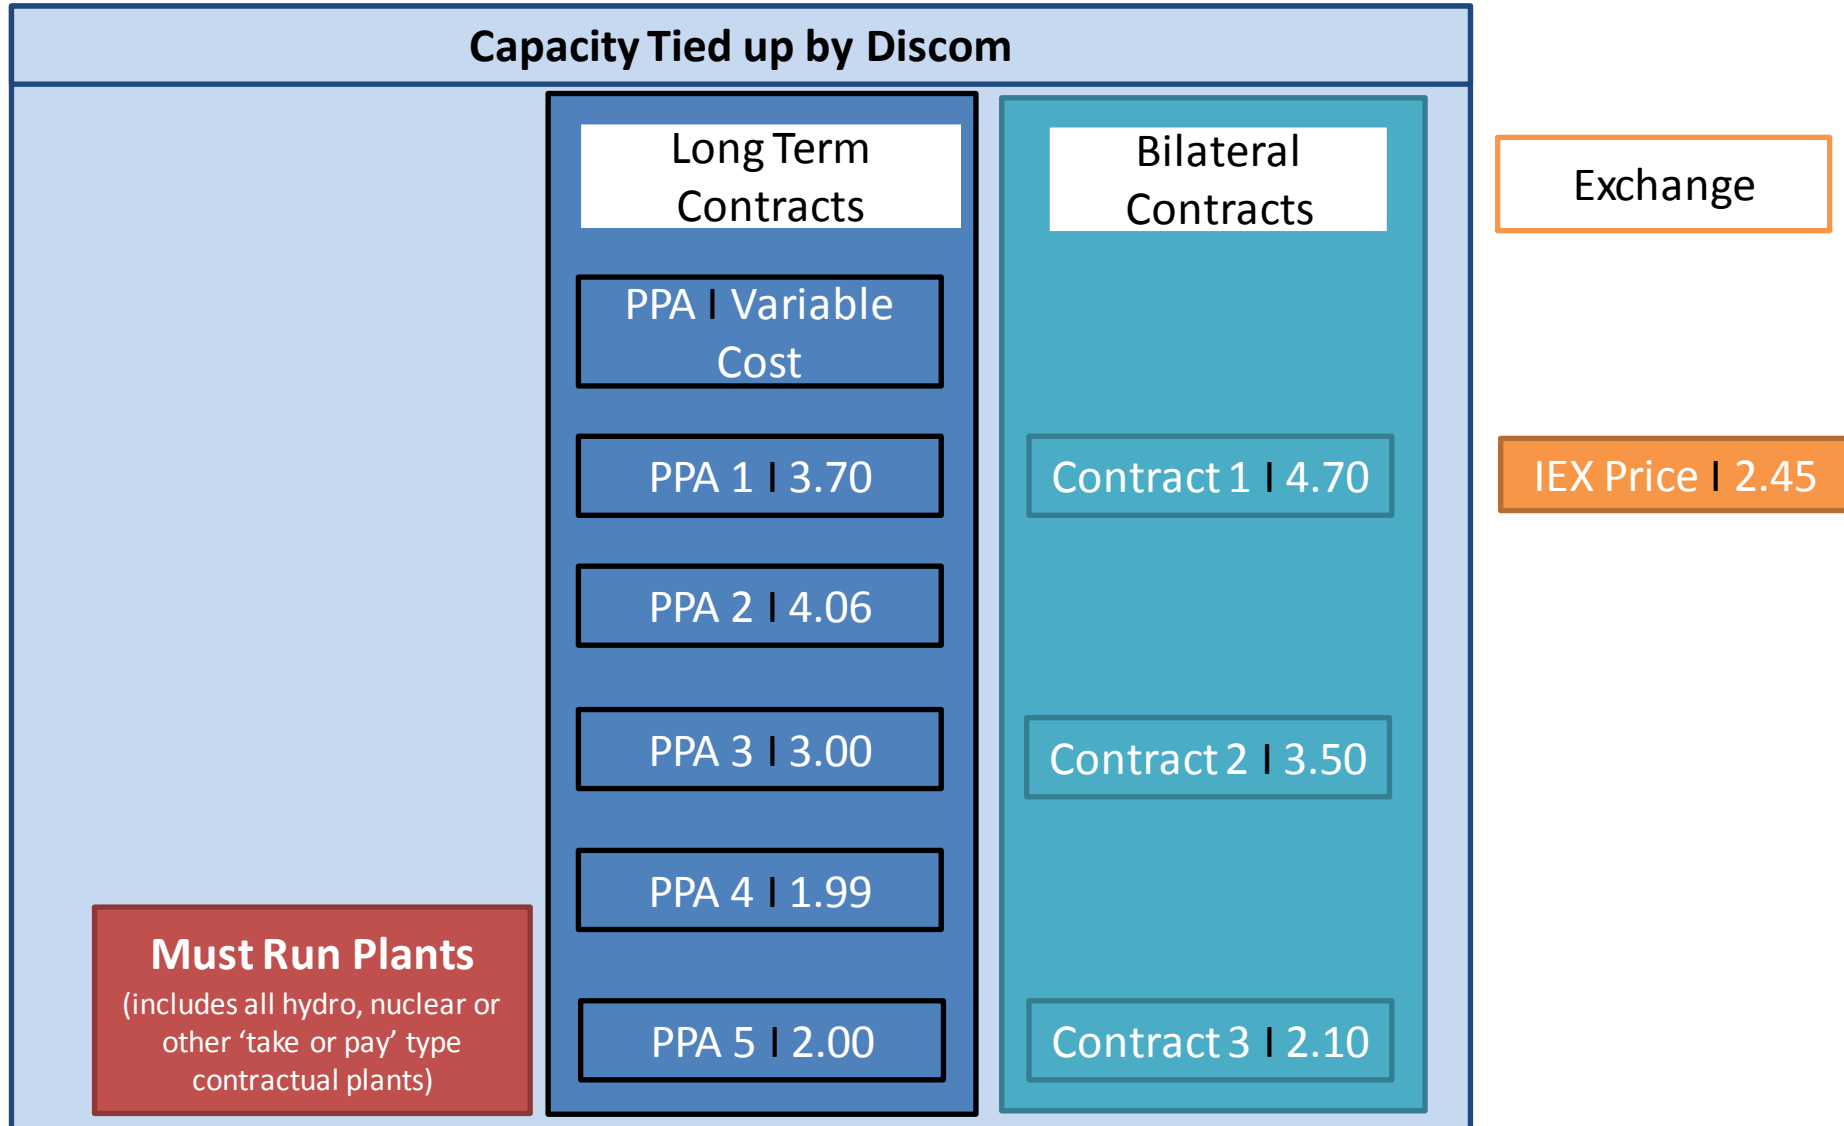 Capacity Tied up by Discom
Long Term
Contracts
Bilateral
Contracts
Exchange
PPA I Variable
Cost
PPA 1 I 3.70
Contract 1 I 4.70
IEX Price I 2.45
PPA 2 I 4.06
PPA 3 I 3.00
Contract 2 I 3.50
PPA 4 I 1.99
Must Run Plants
(includes all hydro, nuclear or
other ‘take or pay’ type
contractual plants)
PPA 5 I 2.00
Contract 3 I 2.10